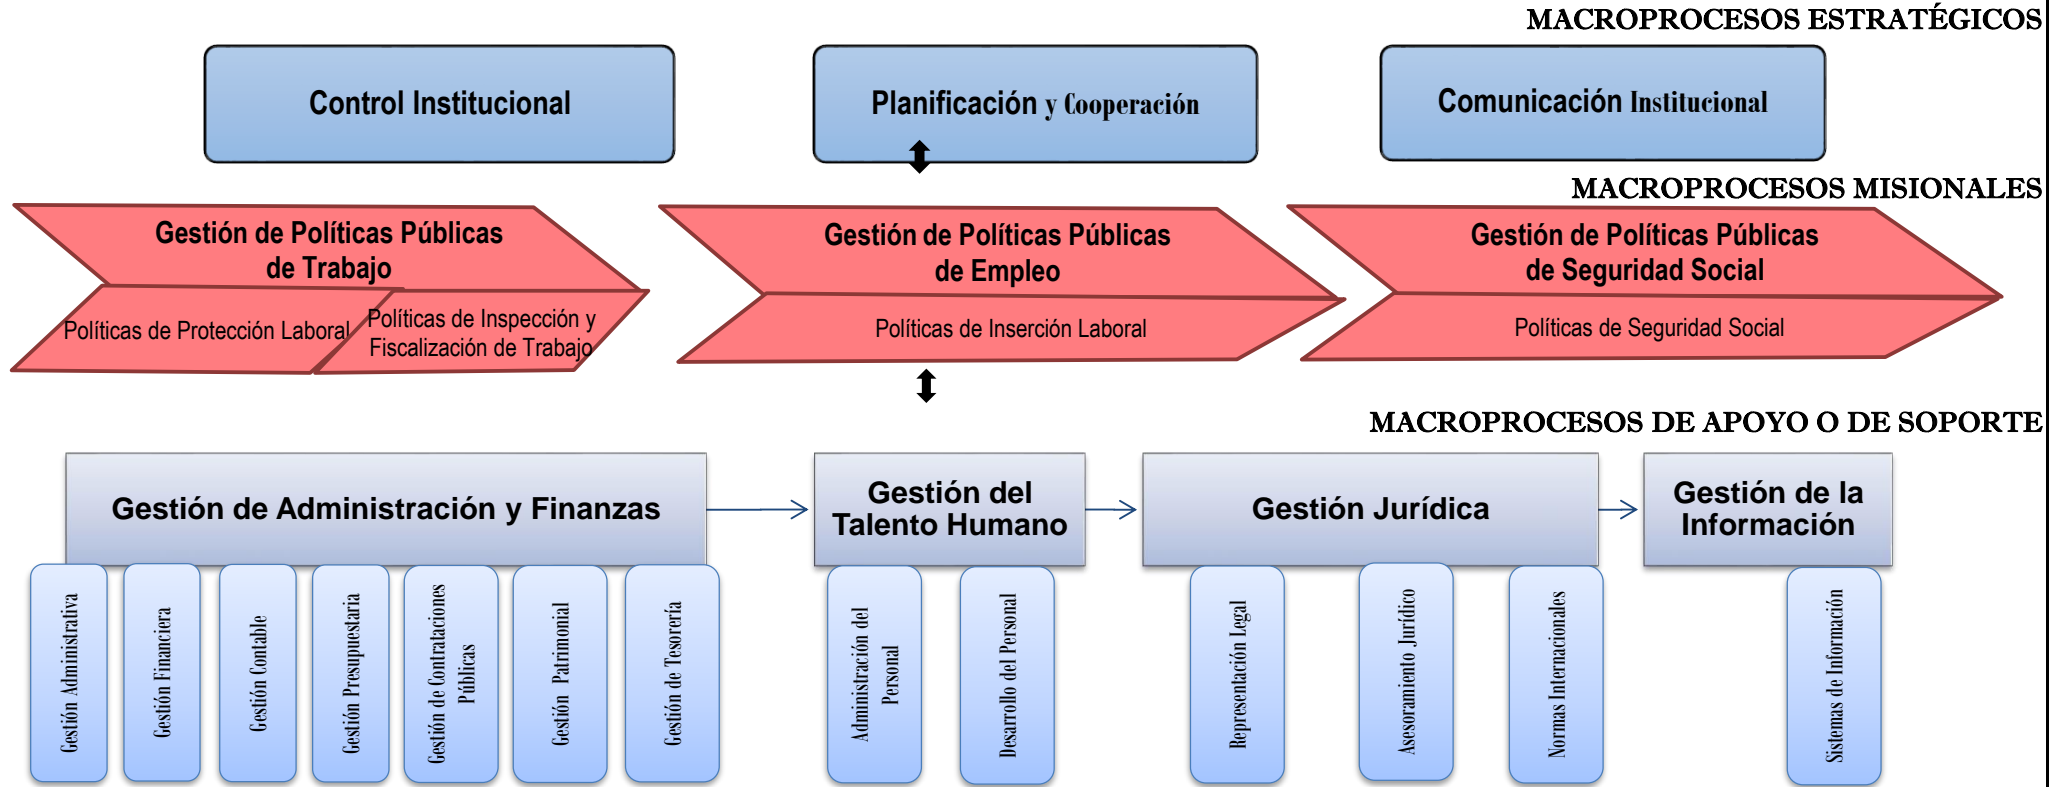 MACROPROCESOS ESTRATÉGICOS
Control Institucional
Planificación y Cooperación
Comunicación Institucional
MACROPROCESOS MISIONALES
Gestión de Políticas Públicas
de Trabajo
Políticas de Protección Laboral
Políticas de Inspección y
Fiscalización de Trabajo
Gestión de Políticas Públicas
de Empleo
Políticas de Inserción Laboral
Gestión de Políticas Públicas
de Seguridad Social
Políticas de Seguridad Social
MACROPROCESOS DE APOYO O DE SOPORTE
Gestión de Administración y Finanzas
Gestión Administrativa
Gestión Financiera
Gestión Contable
Gestión Presupuestaria
Gestión de Contrataciones
Públicas
Gestión Patrimonial
Gestión de Tesorería
Gestión del
Talento Humano
Administración del
Personal
Desarrollo del Personal
Gestión Jurídica
Representación Legal
Asesoramiento Jurídico
Normas Internacionales
Gestión de la
Información
Sistemas de Información